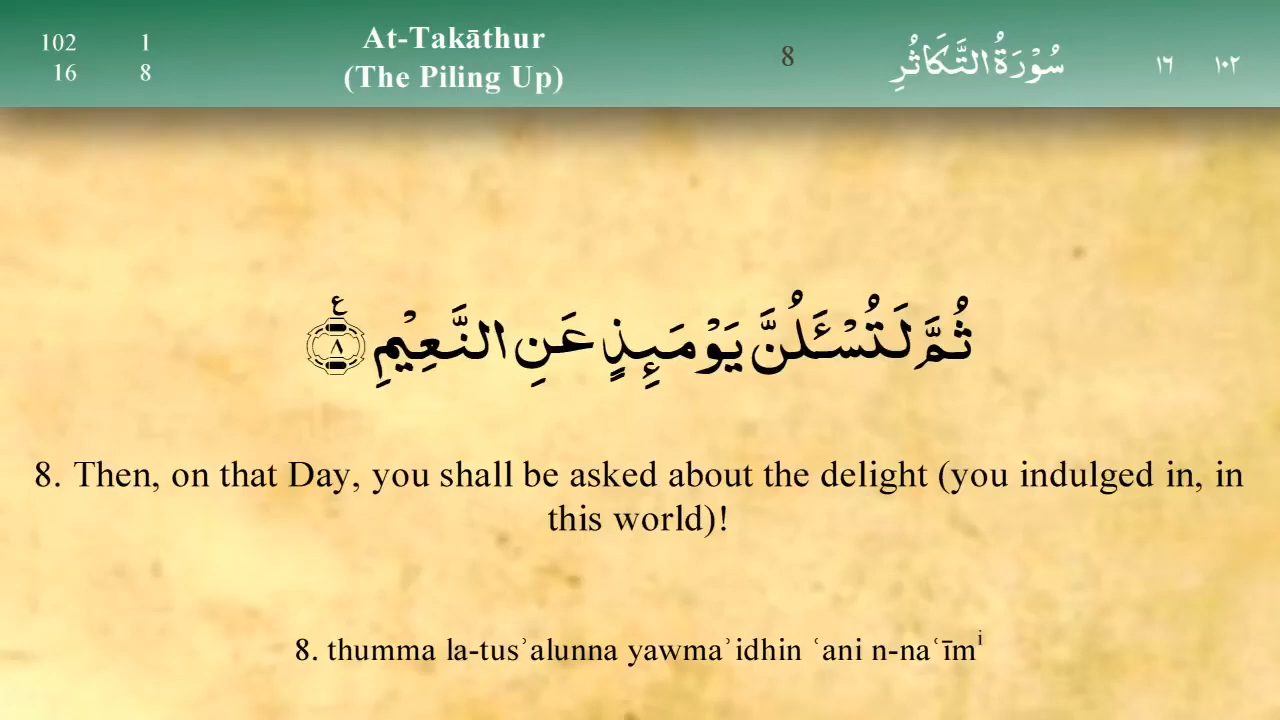 102 1
16 8
At-Takāthur
(The Piling Up)
8
سُوْرَةُ التَّكَاثُرِ
١٦ ١٠٢
ثُمَّ لَتُسْـَٔلُنَّ يَوْمَىِٕذٍ عَنِ النَّعِيْمِ ٨ ع
8. Then, on that Day, you shall be asked about the delight (you indulged in, in
this world)!
8. thumma la-tusʾalunna yawmaʾidhin ʿani n-naʿīmⁱ